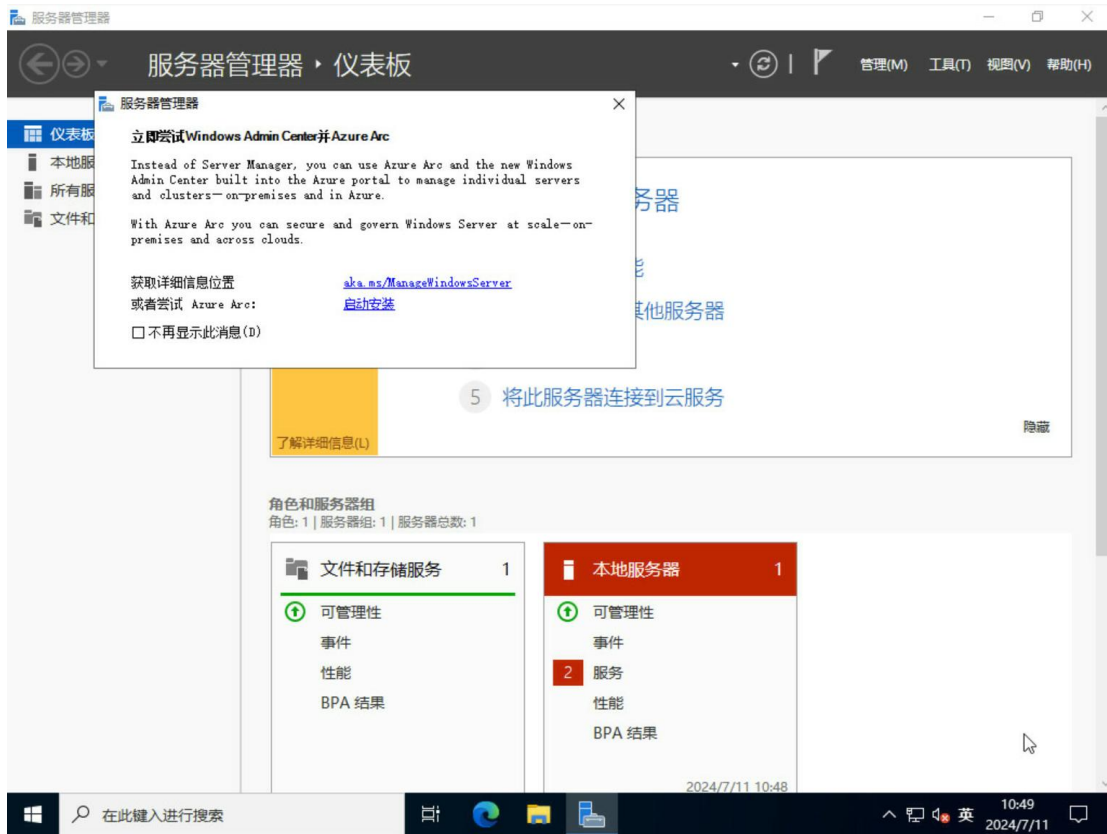 服务器管理器
服务器管理器 · 仪表板
管理(M) 工具(T) 视图(V) 帮助(H)
服务器管理器
立即尝试Windows Admin Center并Azure Arc
Instead of Server Manager, you can use Azure Arc and the new Windows
Admin Center built into the Azure portal to manage individual servers
and clusters—on-premises and in Azure.
With Azure Arc you can secure and govern Windows Server at scale—on-
premises and across clouds.
获取详细信息位置 aka.ms/ManageWindowsServer
或者尝试 Azure Arc: 启动安装
不再显示此消息(D)
仪表板
本地服
所有服
文件和
务器
能
其他服务器
5 将此服务器连接到云服务
了解详细信息(L)
隐藏
角色和服务器组
角色: 1 | 服务器组: 1 | 服务器总数: 1
文件和存储服务 1
可管理性
事件
性能
BPA 结果
本地服务器 1
可管理性
事件
2 服务
性能
BPA 结果
2024/7/11 10:48
在此键入进行搜索
英
10:49
2024/7/11